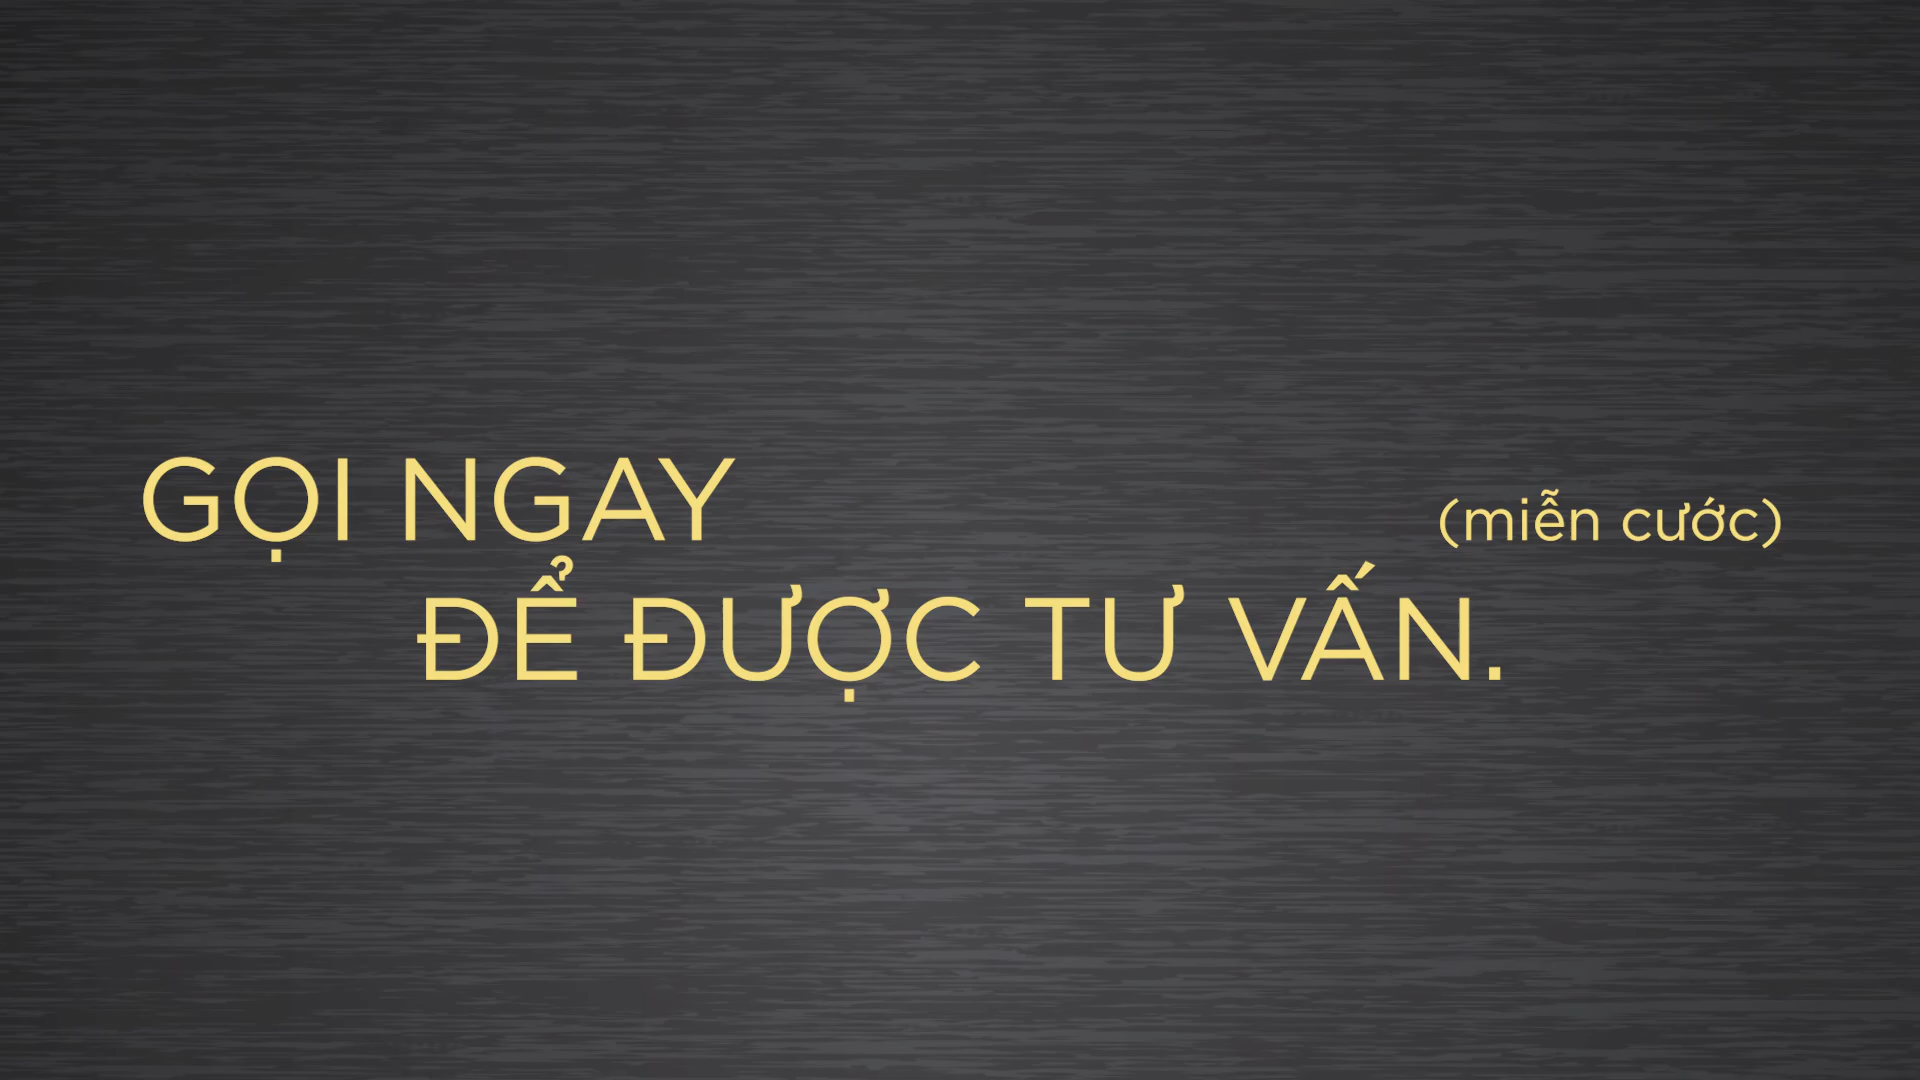 GỌI NGAY (miễn cước)
ĐỂ ĐƯỢC TƯ VẤN.